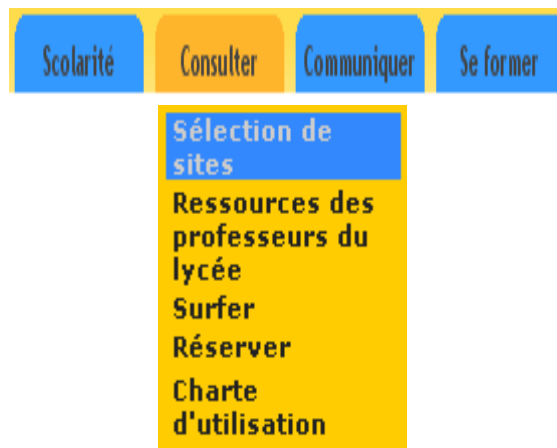 Scolarité Consulter Communiquer Se former
Sélection de
sites
Ressources des
professeurs du
lycée
Surfer
Réserver
Charte
d'utilisation